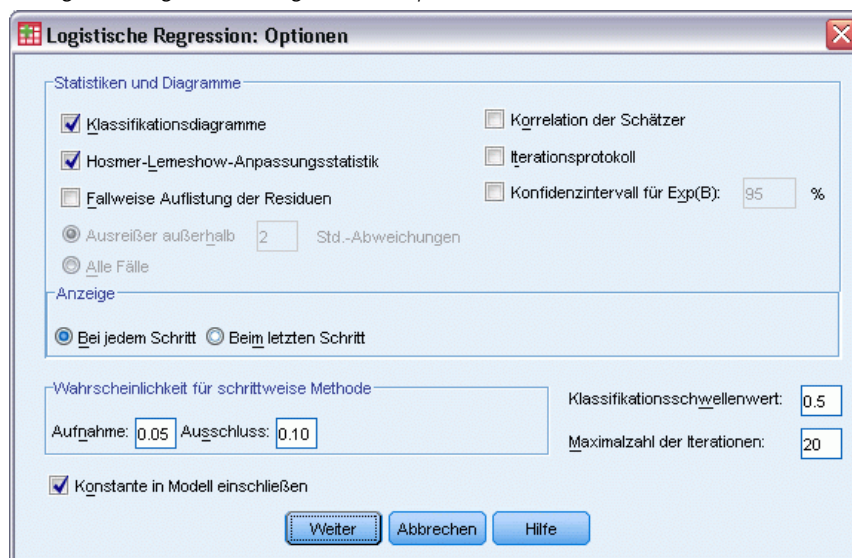 Logistische Regression: Optionen
Statistiken und Diagramme
Klassifikationsdiagramme
Hosmer-Lemeshow-Anpassungsstatistik
Fallweise Auflistung der Residuen
Ausreißer außerhalb 2 Std.-Abweichungen
Alle Fälle
Korrelation der Schätzer
Iterationsprotokoll
Konfidenzintervall für Exp(B): 95 %
Anzeige
Bei jedem Schritt Beim letzten Schritt
Wahrscheinlichkeit für schrittweise Methode
Aufnahme: 0.05 Ausschluss: 0.10
Klassifikationsschwellenwert: 0.5
Maximalzahl der Iterationen: 20
Konstante in Modell einschließen
Weiter Abbrechen Hilfe